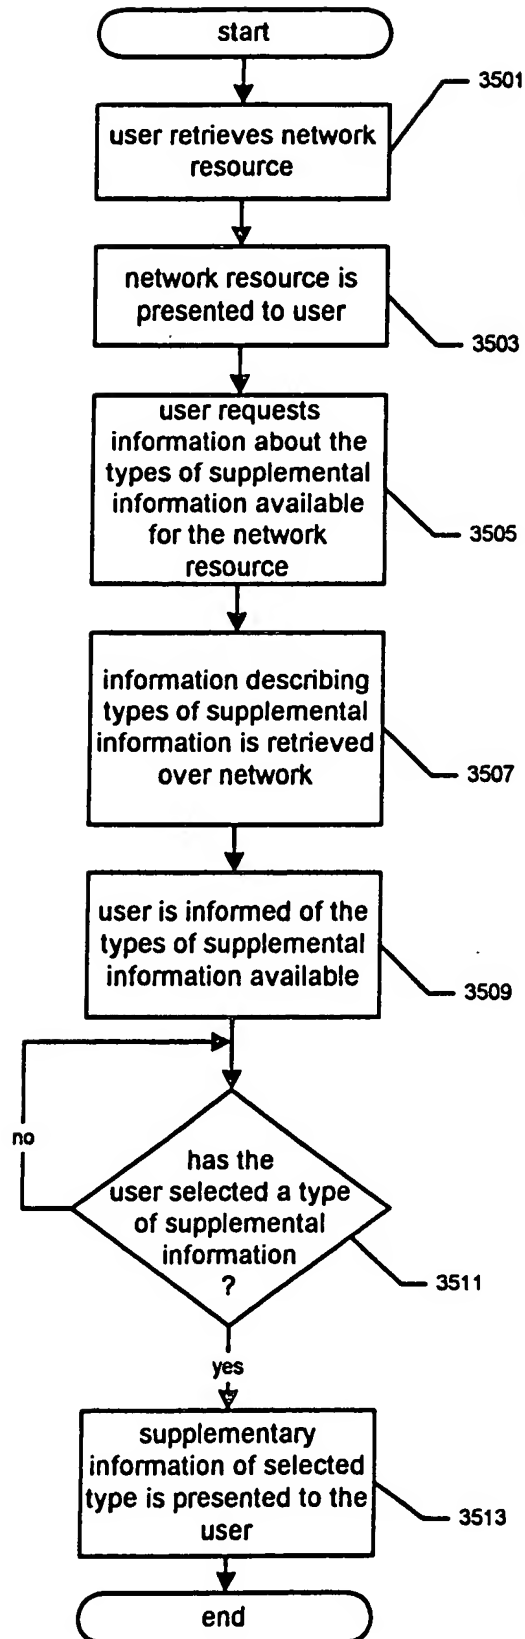 start
3501
user retrieves network
resource
network resource is
presented to user
3503
user requests
information about the
types of supplemental
information available
for the network
resource
3505
information describing
types of supplemental
information is retrieved
over network
3507
user is informed of the
types of supplemental
information available
3509
no
has the
user selected a type
of supplemental
information
?
3511
yes
supplementary
information of selected
type is presented to the
user
3513
end